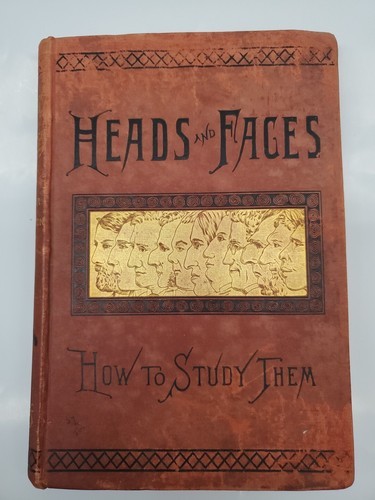 HEADS AND FACES
HOW TO STUDY THEM